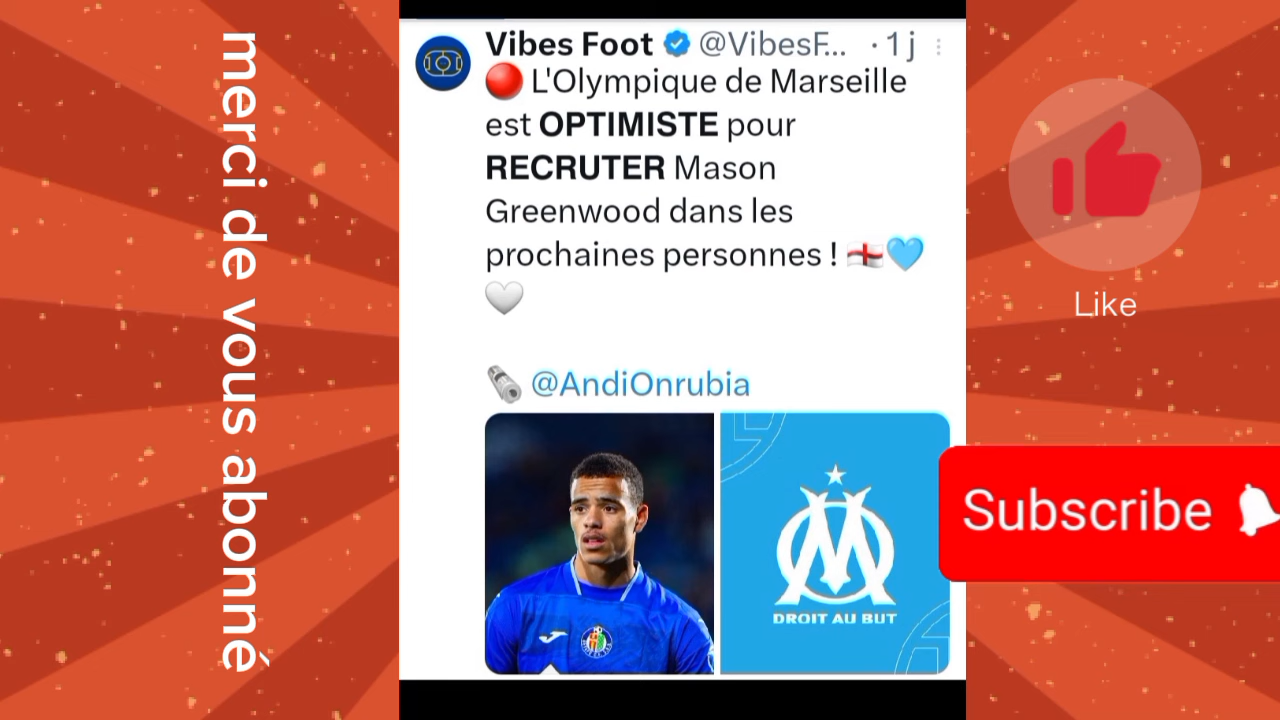 merci de vous abonné
Vibes Foot @VibesF... · 1 j
L'Olympique de Marseille
est OPTIMISTE pour
RECRUTER Mason
Greenwood dans les
prochaines personnes !
@AndiOnrubia
DROIT AU BUT
Like
Subscribe